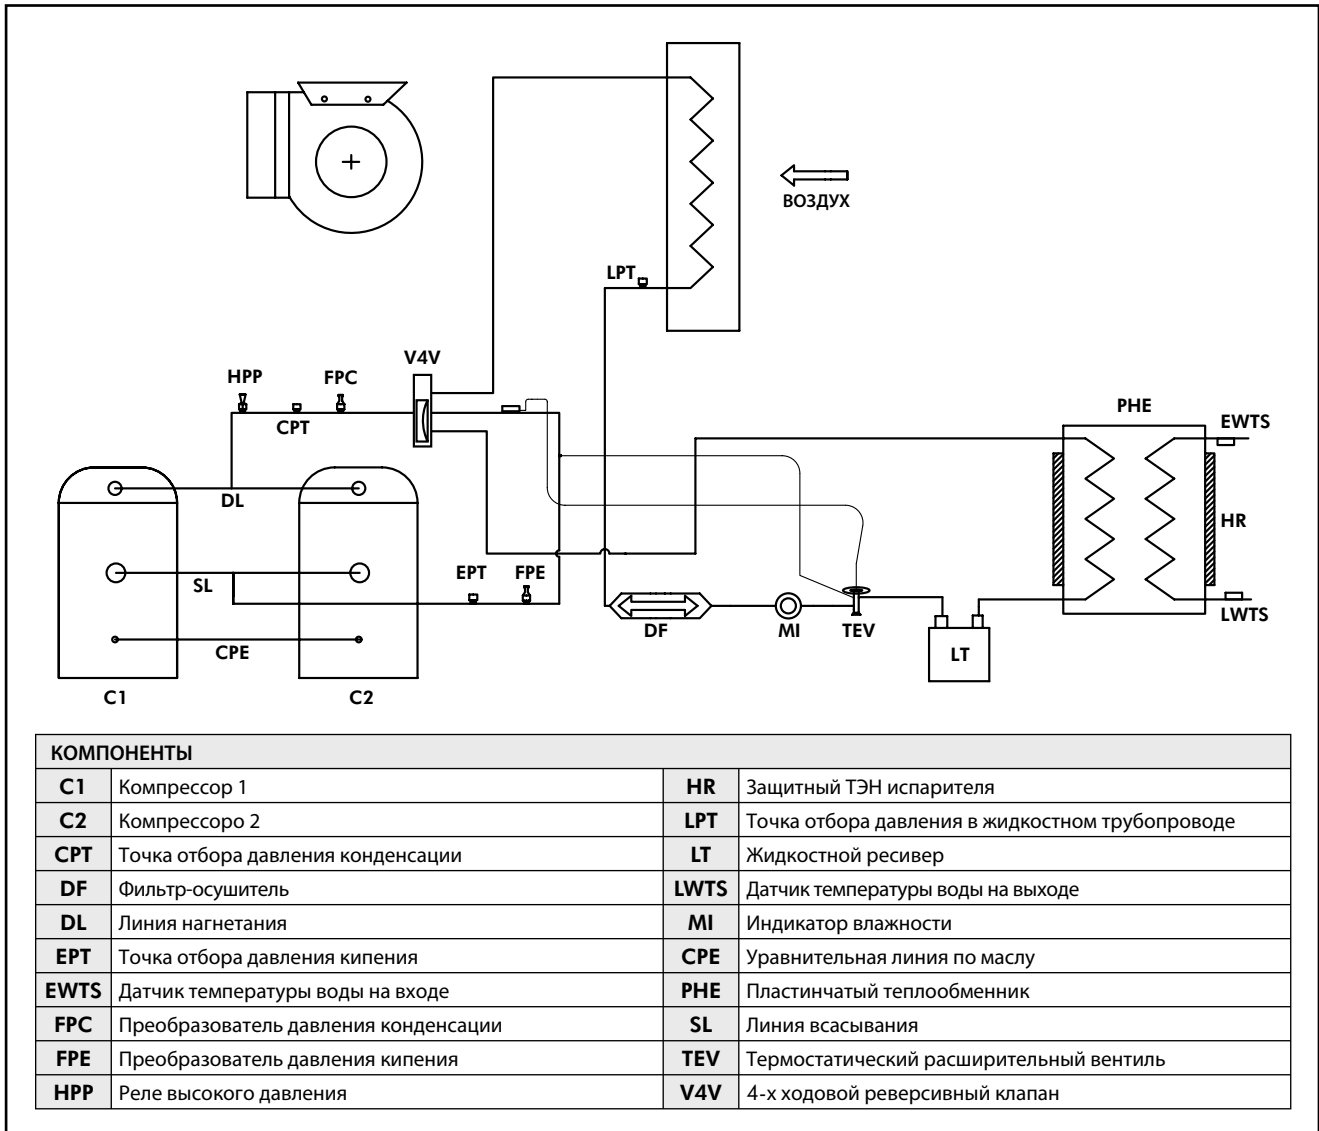 ВОЗДУХ
LPT
V4V
HPP
FPC
CPT
PHE
EWTS
DL
HR
SL
EPT
FPE
DF
MI
TEV
LWTS
CPE
LT
C1
C2
КОМПОНЕНТЫ
C1 Компрессор 1
HR Защитный ТЭН испарителя
C2 Компрессоро 2
LPT Точка отбора давления в жидкостном трубопроводе
CPT Точка отбора давления конденсации
LT Жидкостной ресивер
DF Фильтр-осушитель
LWTS Датчик температуры воды на выходе
DL Линия нагнетания
MI Индикатор влажности
EPT Точка отбора давления кипения
CPE Уравнительная линия по маслу
EWTS Датчик температуры воды на входе
PHE Пластинчатый теплообменник
FPC Преобразователь давления конденсации
SL Линия всасывания
FPE Преобразователь давления кипения
TEV Термостатический расширительный вентиль
HPP Реле высокого давления
V4V 4-х ходовой реверсивный клапан